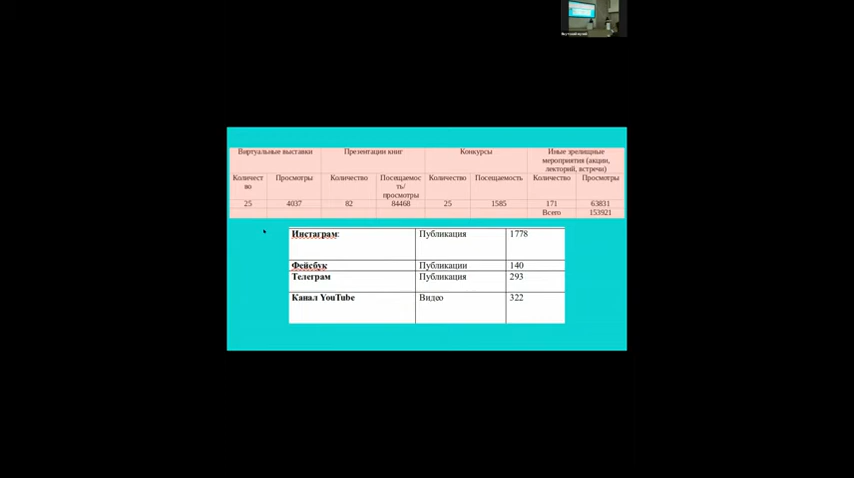 Виртуальные выставки Презентации книг Конкурсы Иные зрелищные
мероприятия (акции,
лекторий, встречи)
Количест
во Просмотры Количество Посещаемос
ть/
просмотры Количество Посещаемость Количество Просмотры
25 4037 82 84468 25 1585 171 63831
Всего 153921
Инстаграм: Публикация 1778
Фейсбук Публикации 140
Телеграм Публикация 293
Канал YouTube Видео 322